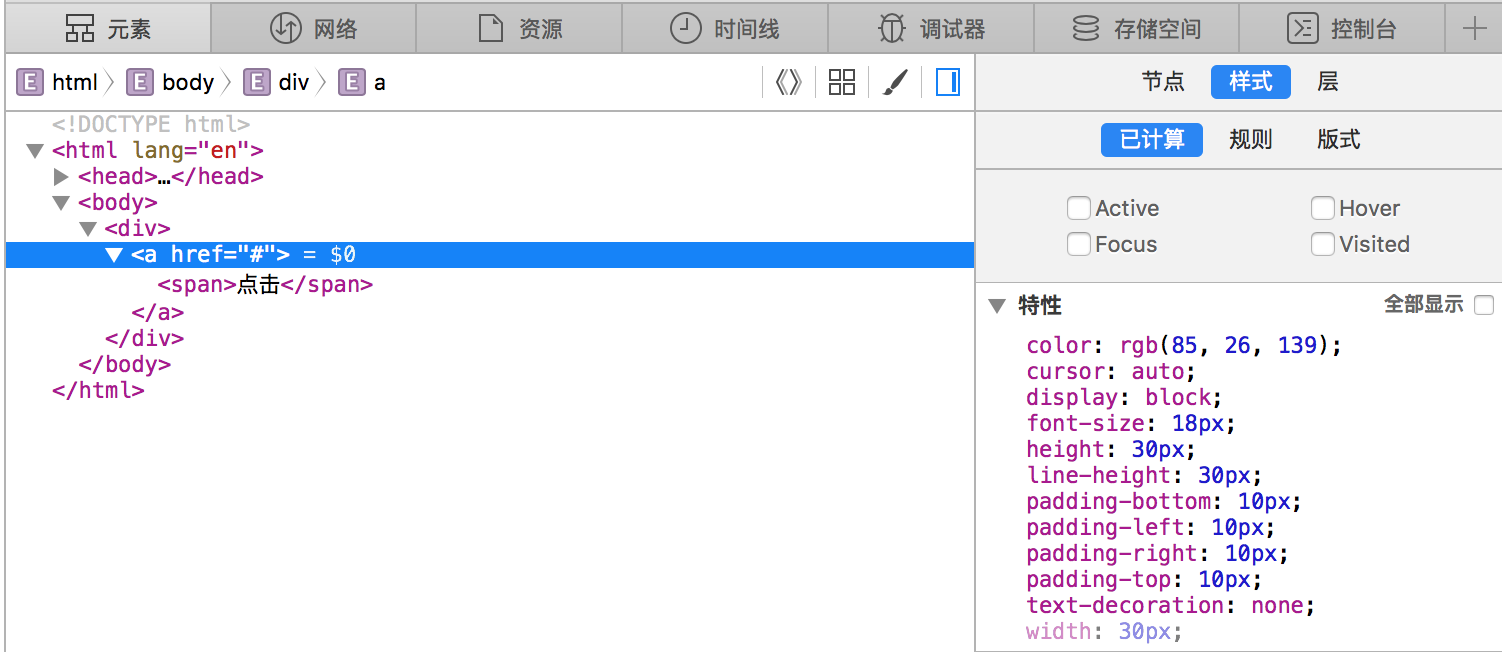 元素 网络 资源 时间线 调试器 存储空间 控制台
E html E body E div E a
节点 样式 层
<!DOCTYPE html>
<html lang="en">
<head>…</head>
<body>
<div>
<a href="#"> = $0
<span>点击</span>
</a>
</div>
</body>
</html>
已计算 规则 版式
Active Hover
Focus Visited
特性 全部显示
color: rgb(85, 26, 139);
cursor: auto;
display: block;
font-size: 18px;
height: 30px;
line-height: 30px;
padding-bottom: 10px;
padding-left: 10px;
padding-right: 10px;
padding-top: 10px;
text-decoration: none;
width: 30px;